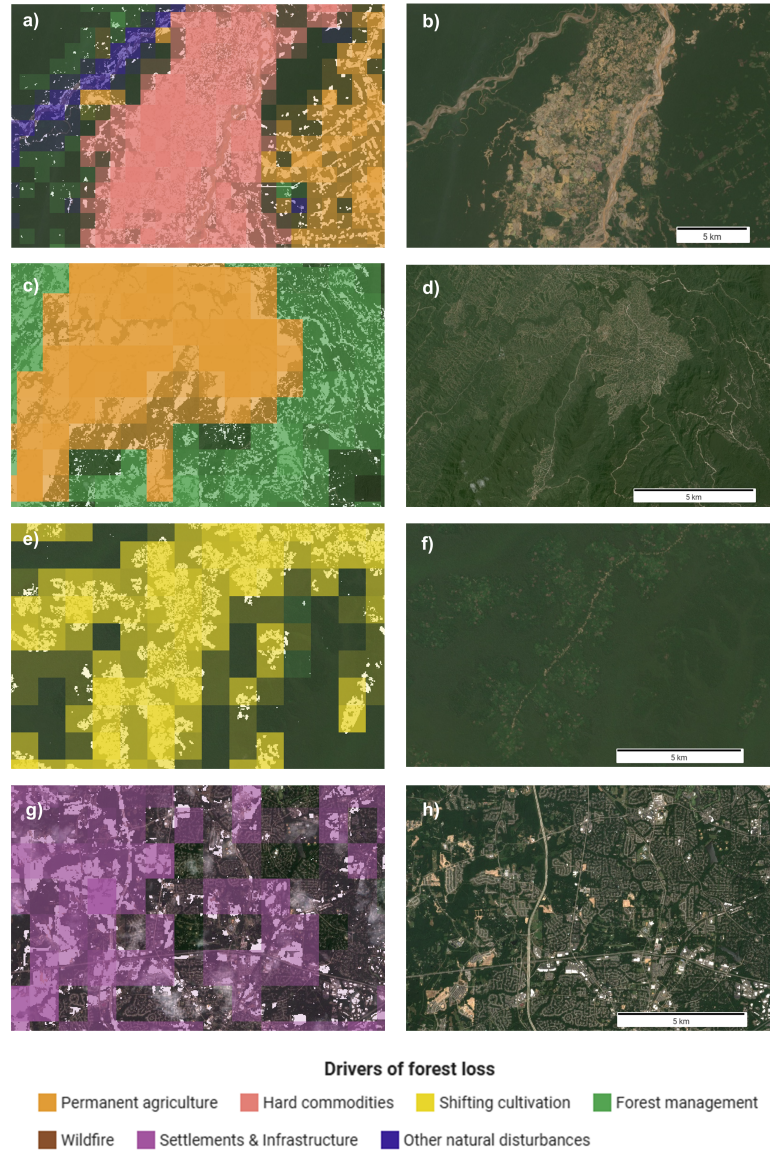 a)
b)
5 km
c)
d)
5 km
e)
f)
5 km
g)
h)
5 km
Drivers of forest loss
Permanent agriculture Hard commodities Shifting cultivation Forest management
Wildfire Settlements & Infrastructure Other natural disturbances